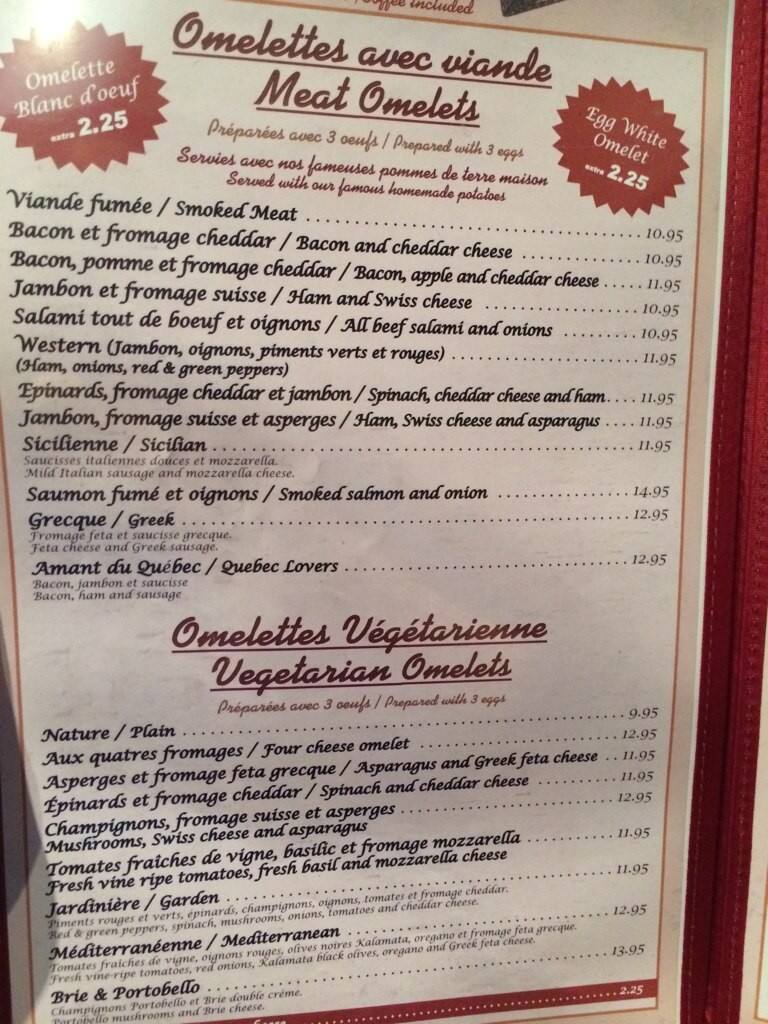 Coffee included
Omelettes avec viande
Meat Omelets
Omelette
Blanc d'oeuf
extra 2.25
Egg White
Omelet
extra 2.25
Préparées avec 3 oeufs / Prepared with 3 eggs
Servies avec nos fameuses pommes de terre maison
Served with our famous homemade potatoes
Viande fumée / Smoked Meat 10.95
Bacon et fromage cheddar / Bacon and cheddar cheese 10.95
Bacon, pomme et fromage cheddar / Bacon, apple and cheddar cheese 11.95
Jambon et fromage suisse / Ham and Swiss cheese 10.95
Salami tout de boeuf et oignons / All beef salami and onions 10.95
Western (Jambon, oignons, piments verts et rouges) 11.95
(Ham, onions, red & green peppers)
Epinards, fromage cheddar et jambon / Spinach, cheddar cheese and ham 11.95
Jambon, fromage suisse et asperges / Ham, Swiss cheese and asparagus 11.95
Sicilienne / Sicilian 11.95
Saucisses italiennes douces et mozzarella.
Mild Italian sausage and mozzarella cheese.
Saumon fumé et oignons / Smoked salmon and onion 14.95
Grecque / Greek 12.95
Fromage feta et saucisse grecque.
Feta cheese and Greek sausage.
Amant du Québec / Quebec Lovers 12.95
Bacon, jambon et saucisse
Bacon, ham and sausage
Omelettes Végétarienne
Vegetarian Omelets
Préparées avec 3 oeufs / Prepared with 3 eggs
Nature / Plain 9.95
Aux quatres fromages / Four cheese omelet 12.95
Asperges et fromage feta grecque / Asparagus and Greek feta cheese 11.95
Épinards et fromage cheddar / Spinach and cheddar cheese 11.95
Champignons, fromage suisse et asperges 12.95
Mushrooms, Swiss cheese and asparagus
Tomates fraîches de vigne, basilic et fromage mozzarella 11.95
Fresh vine ripe tomatoes, fresh basil and mozzarella cheese
Jardinière / Garden 11.95
Piments rouges et verts, épinards, champignons, oignons, tomates et fromage cheddar.
Red & green peppers, spinach, mushrooms, onions, tomatoes and cheddar cheese.
Méditerranéenne / Mediterranean 12.95
Tomates fraîches de vigne, oignons rouges, olives noires Kalamata, oregano et fromage feta grecque.
Fresh vine-ripe tomatoes, red onions, Kalamata black olives, oregano and Greek feta cheese.
Brie & Portobello 13.95
Champignons Portobello et Brie double crème.
Portobello mushrooms and Brie cheese.
2.25